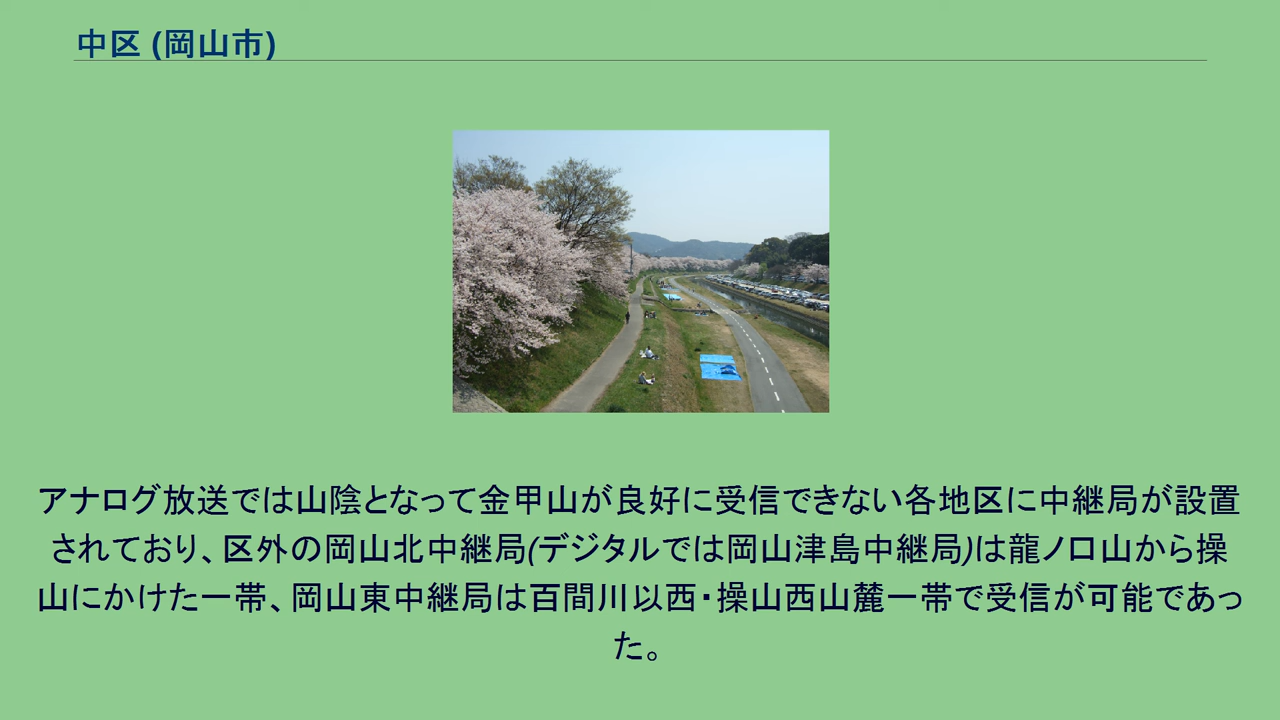 中区 (岡山市)
アナログ放送では山陰となって金甲山が良好に受信できない各地区に中継局が設置
されており、区外の岡山北中継局(デジタルでは岡山津島中継局)は龍ノ口山から操
山にかけた一帯、岡山東中継局は百間川以西・操山西山麓一帯で受信が可能であっ
た。